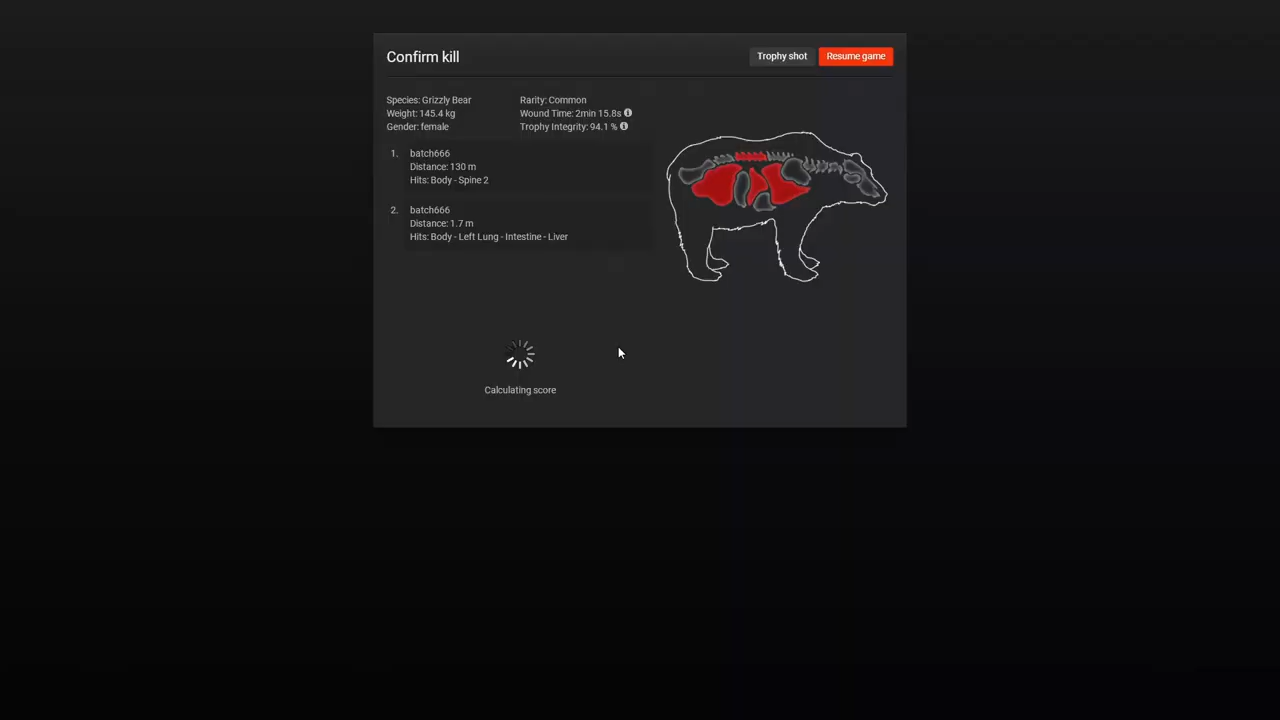 Confirm kill
Trophy shot
Resume game
Species: Grizzly Bear
Weight: 145.4 kg
Gender: female
Rarity: Common
Wound Time: 2min 15.8s
Trophy Integrity: 94.1 %
1. batch666
Distance: 130 m
Hits: Body - Spine 2
2. batch666
Distance: 1.7 m
Hits: Body - Left Lung - Intestine - Liver
Calculating score